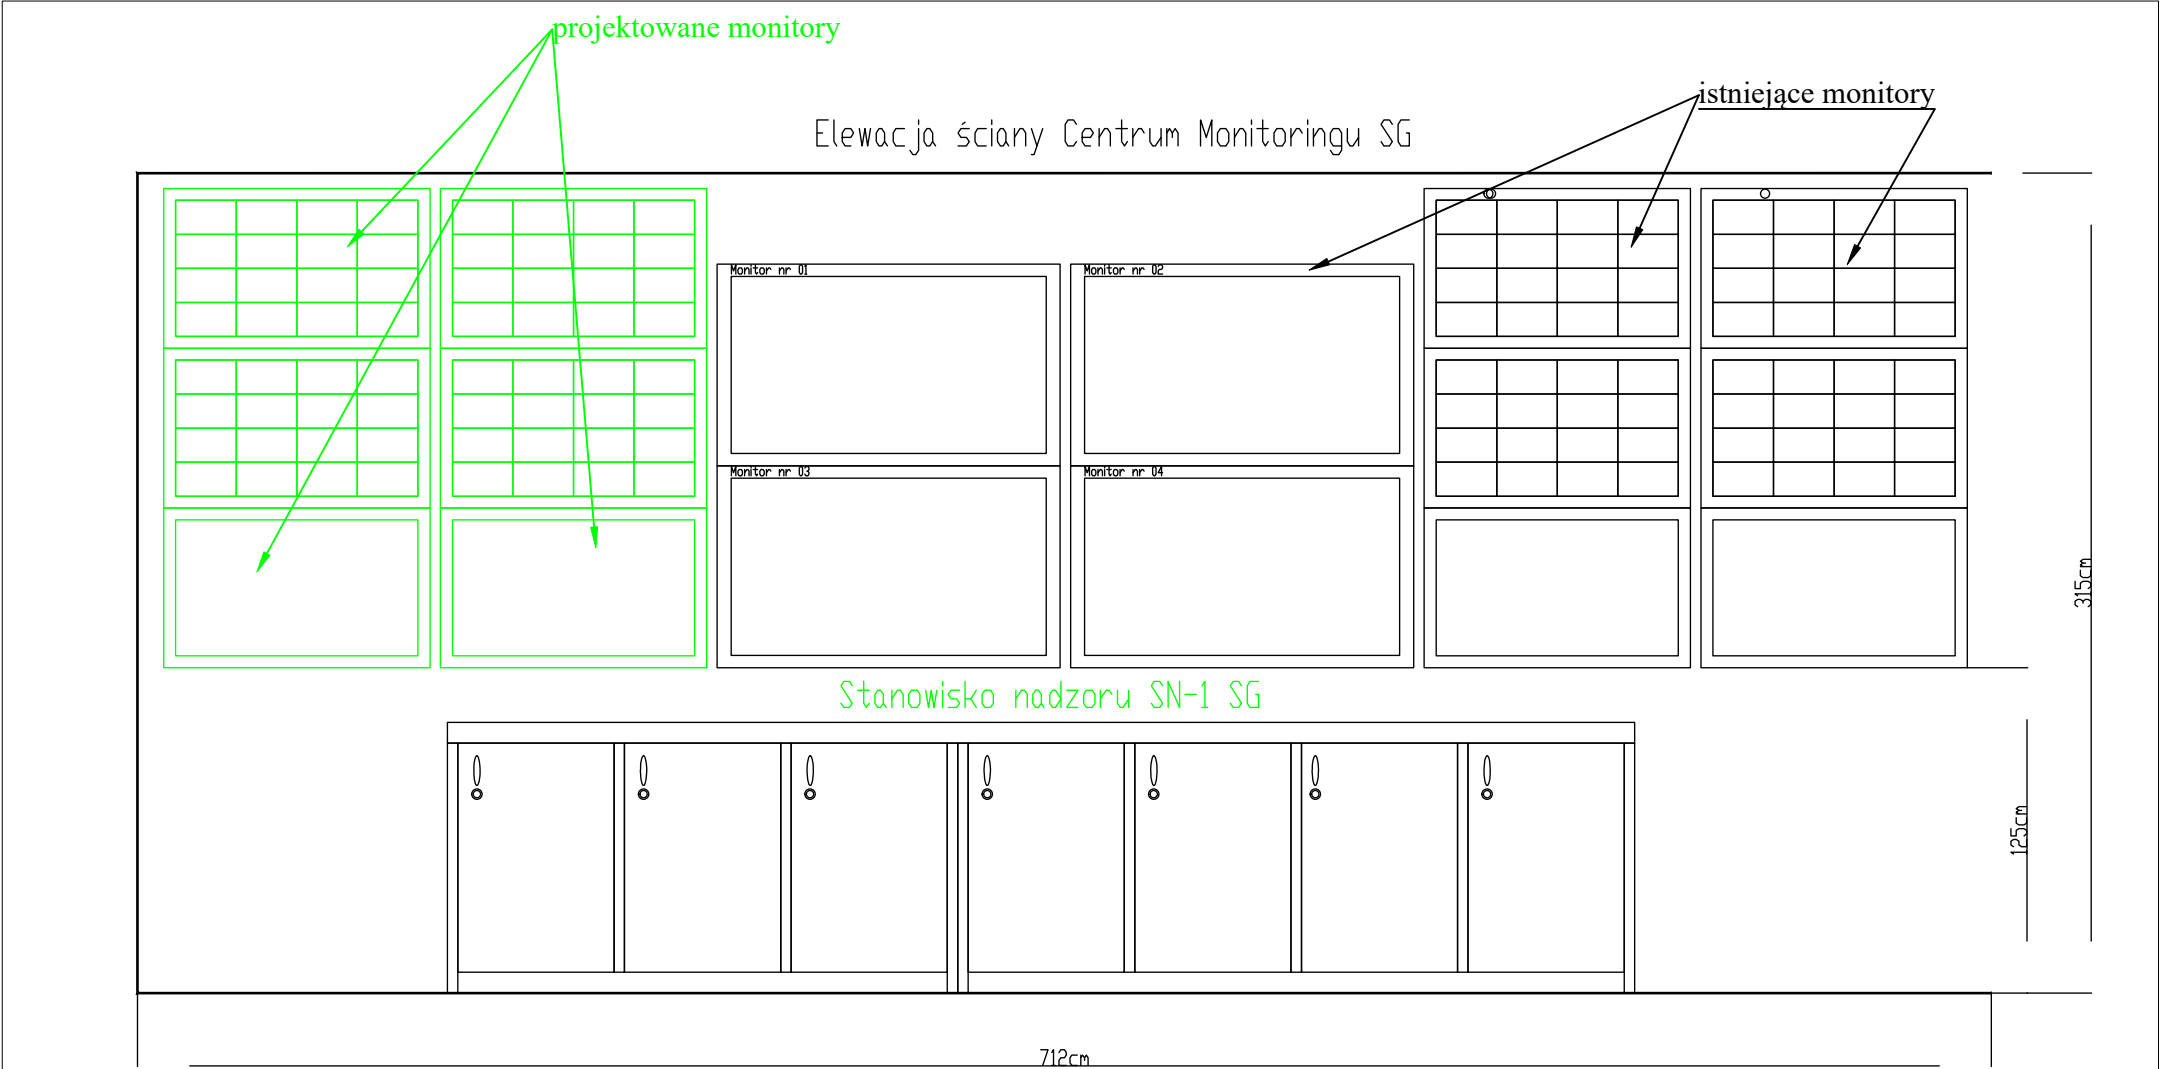 projektowane monitory
istniejące monitory
Elewacja ściany Centrum Monitoringu SG
Monitor nr 01
Monitor nr 02
Monitor nr 03
Monitor nr 04
315cm
Stanowisko nadzoru SN-1 SG
125cm
712cm